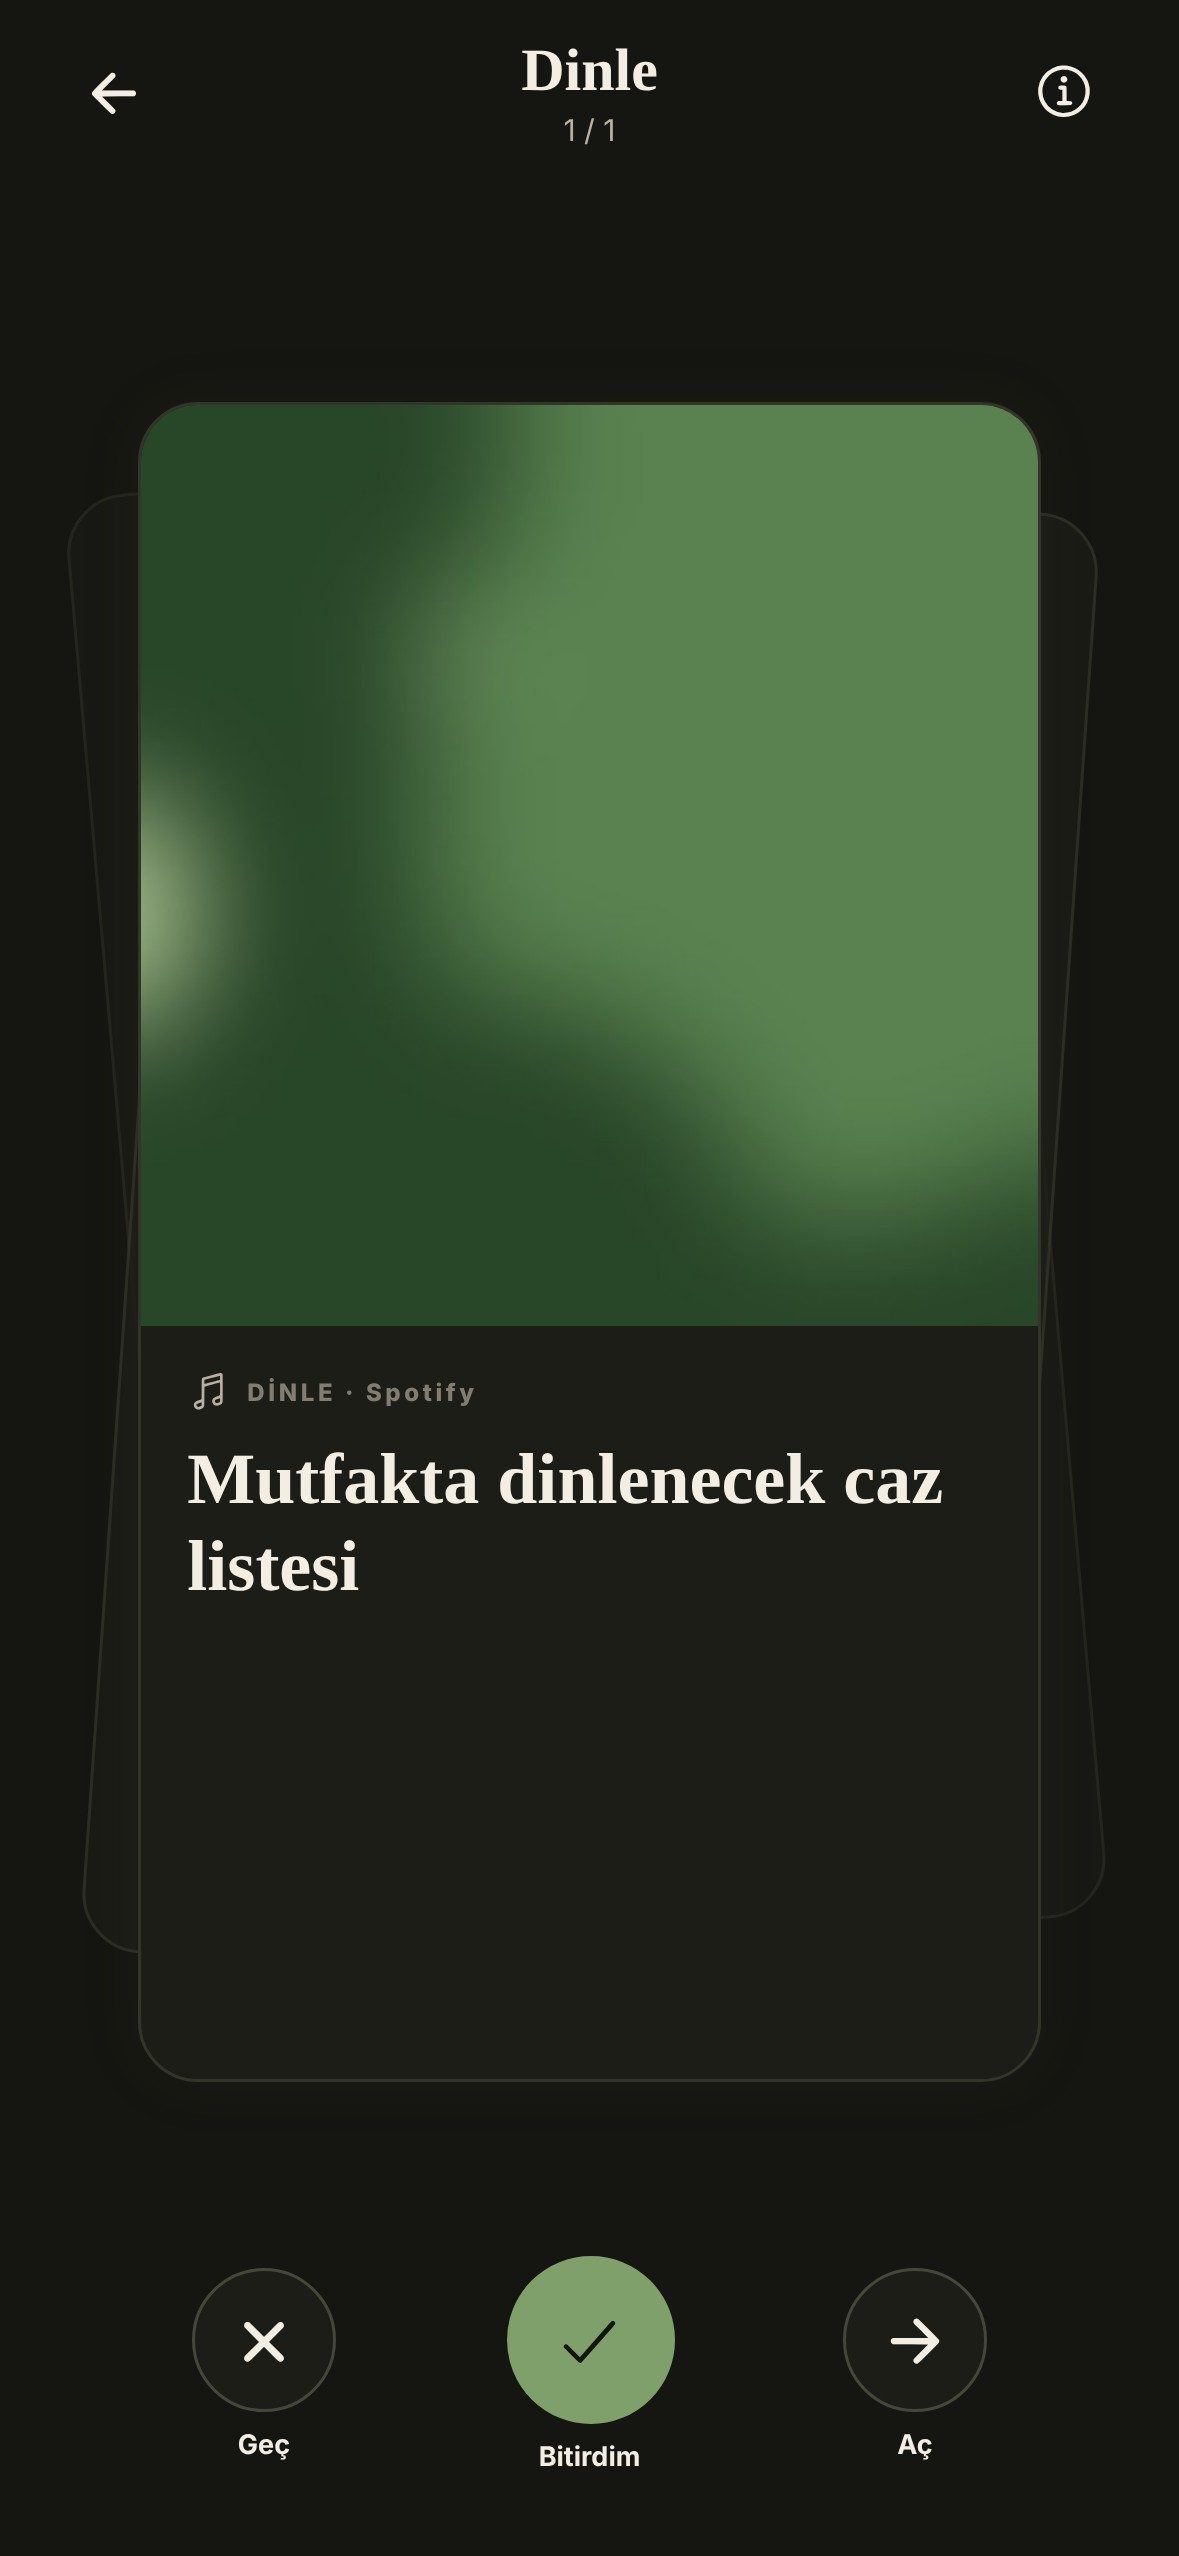 Dinle
1 / 1
DİNLE · Spotify
Mutfakta dinlenecek caz
listesi
Geç
Bitirdim
Aç